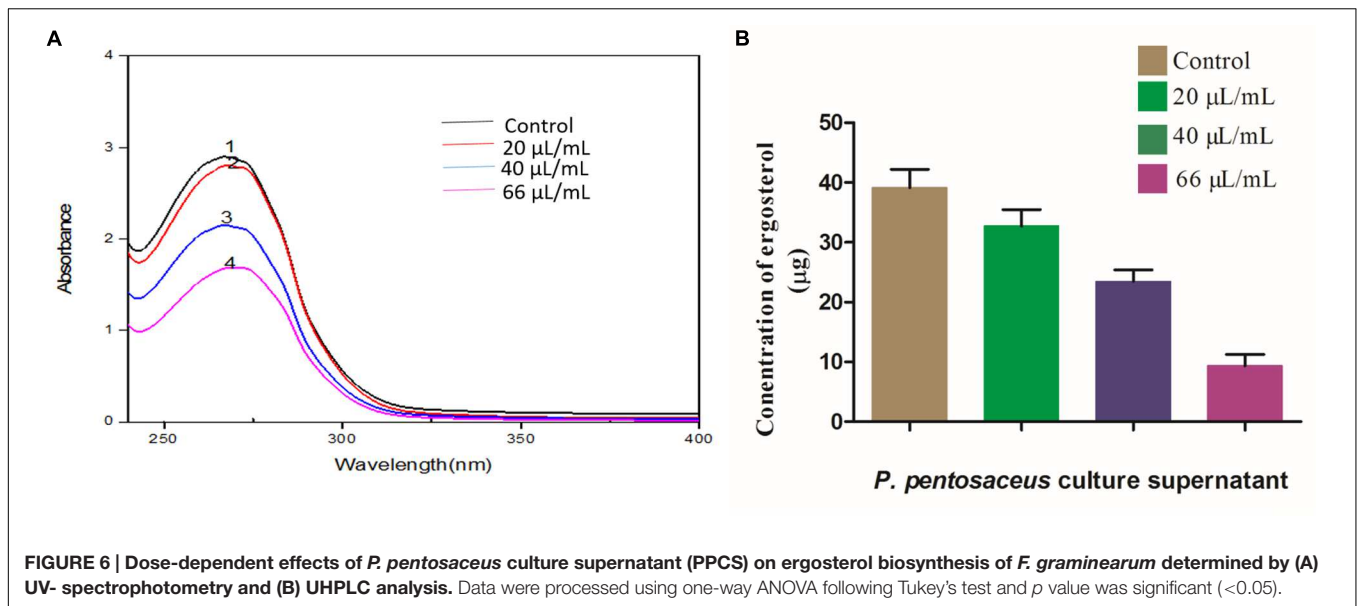 A
4
3
2
1
0
Absorbance
250
300
350
400
Wavelength(nm)
1
2
3
4
Control
20 µL/mL
40 µL/mL
66 µL/mL
B
Control
20 µL/mL
40 µL/mL
66 µL/mL
50
40
30
20
10
0
Conentration of ergosterol
(µg)
P. pentosaceus culture supernatant
FIGURE 6 | Dose-dependent effects of P. pentosaceus culture supernatant (PPCS) on ergosterol biosynthesis of F. graminearum determined by (A)
UV- spectrophotometry and (B) UHPLC analysis. Data were processed using one-way ANOVA following Tukey's test and p value was significant (<0.05).